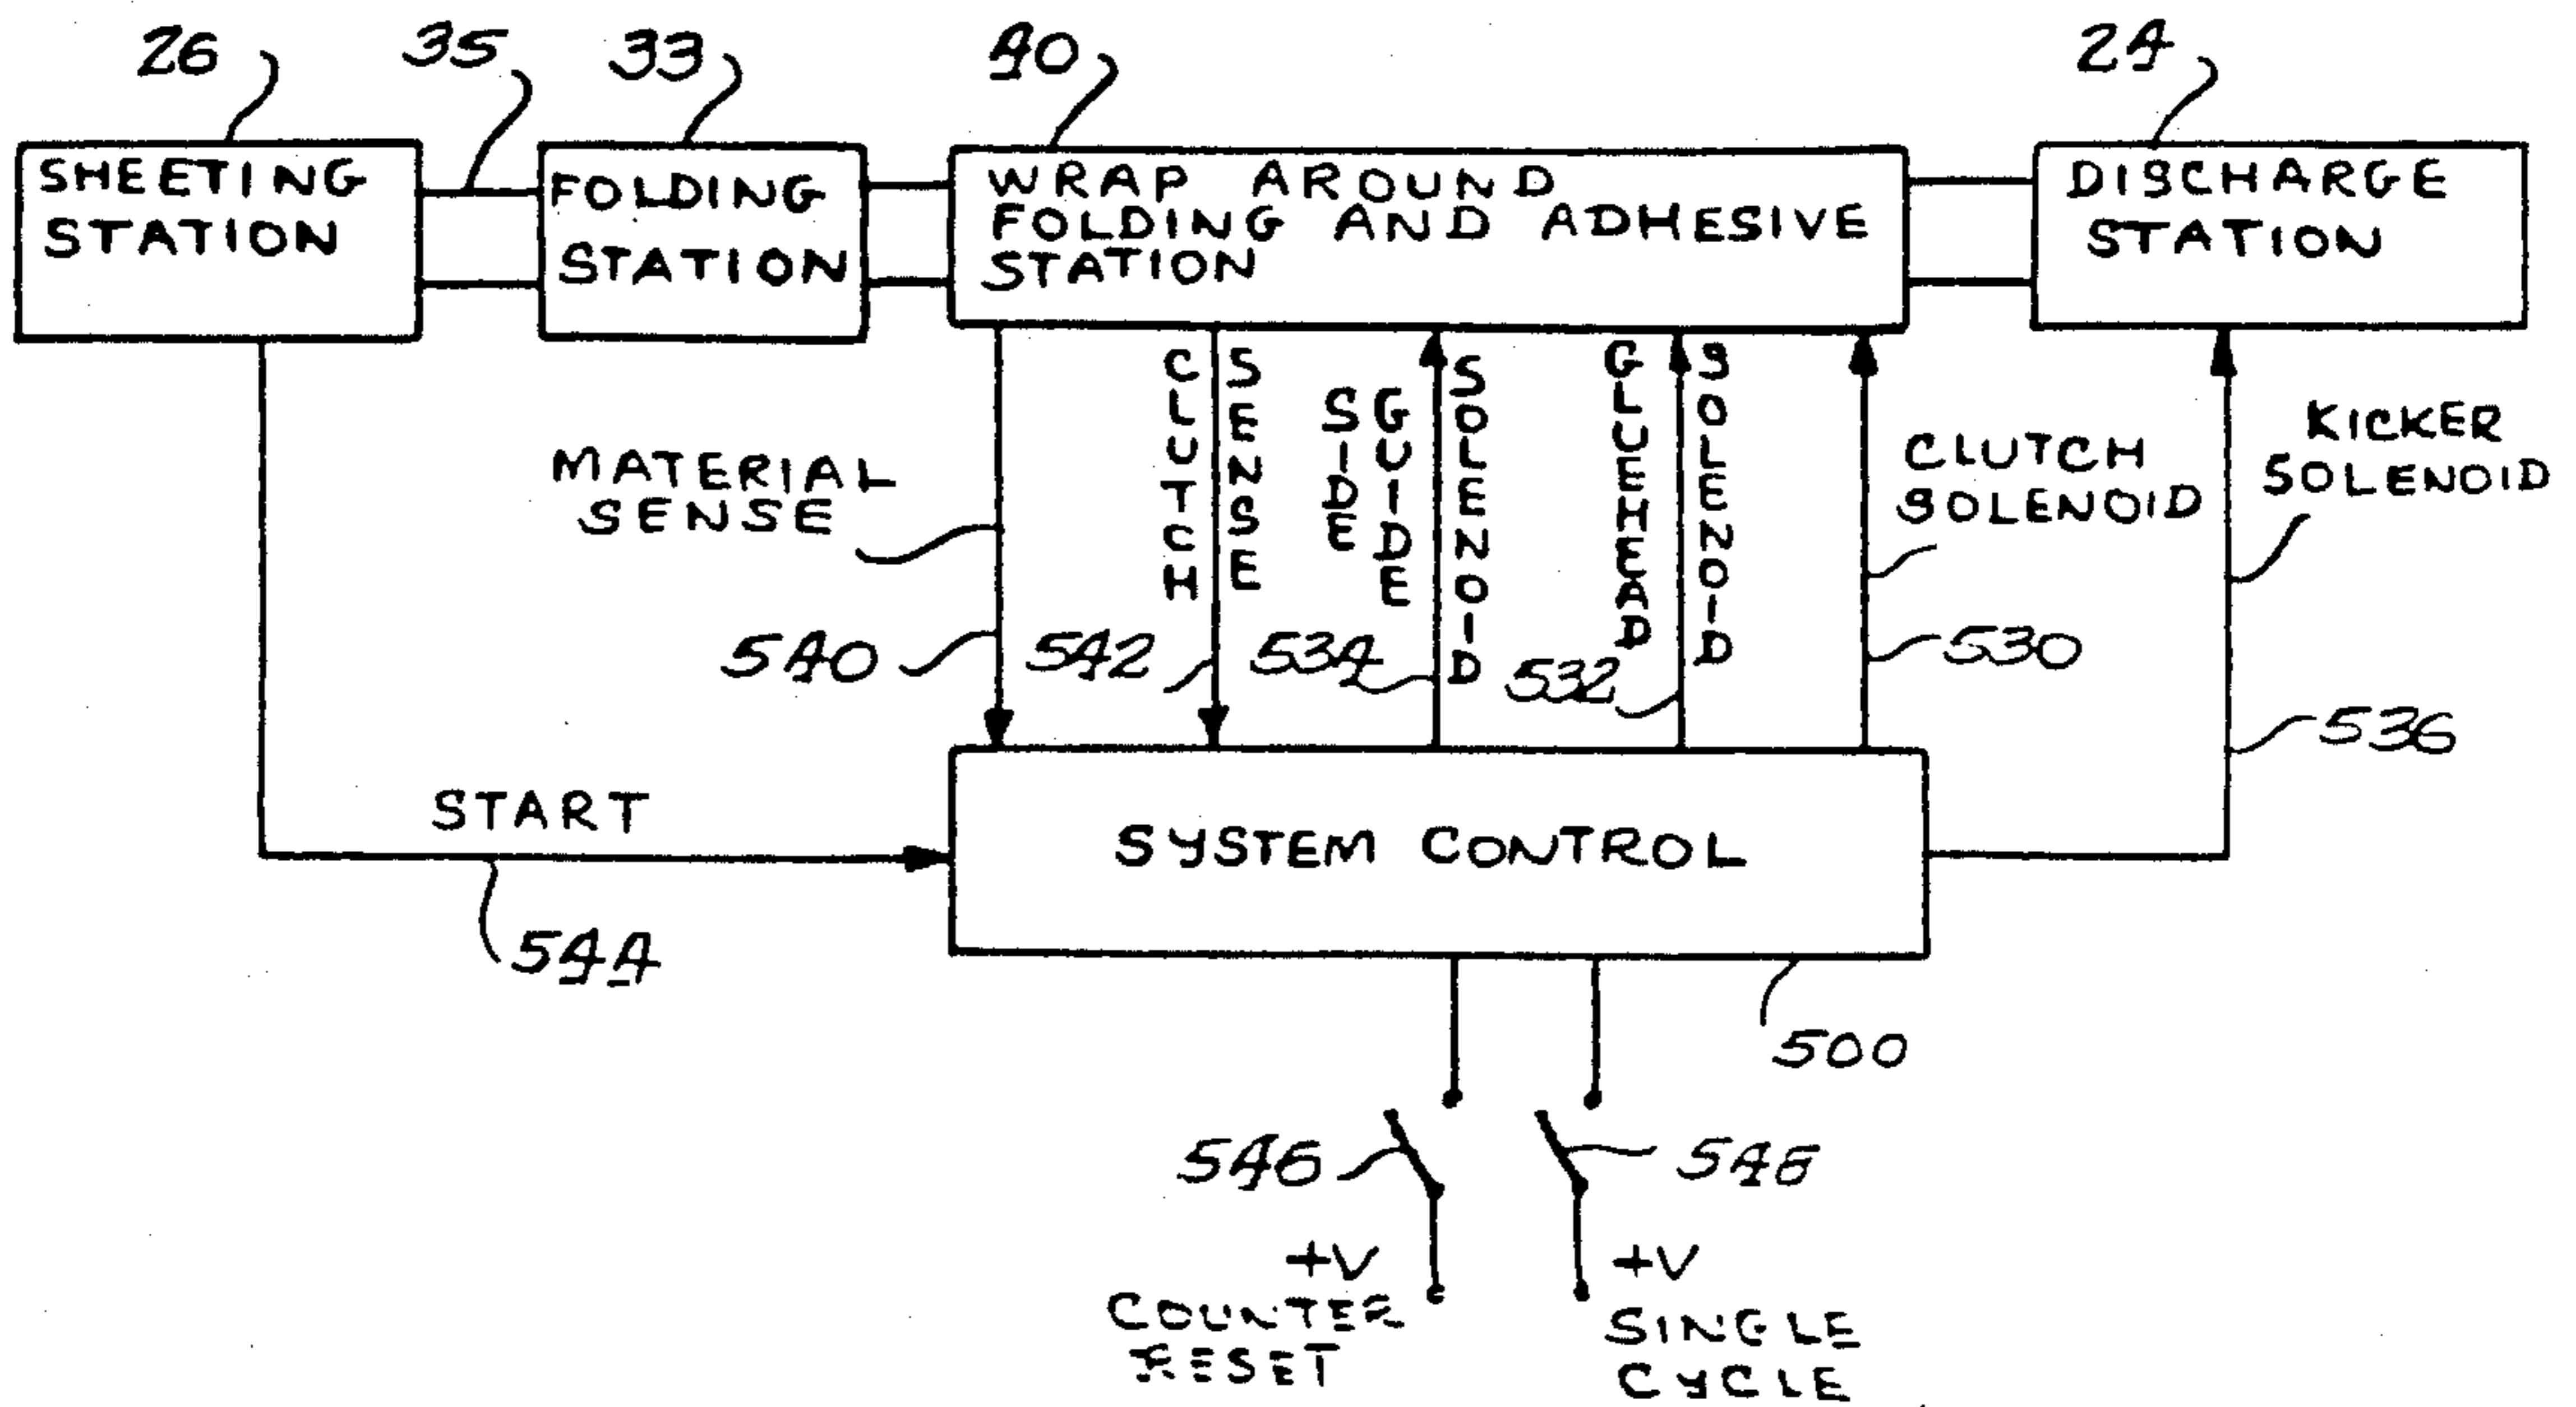 26
35
33
40
24
SHEETING
STATION
FOLDING
STATION
WRAP AROUND
FOLDING AND ADHESIVE
STATION
DISCHARGE
STATION
MATERIAL
SENSE
CLUTCH
SENSE
SIDE
GUIDE
SOLENOID
GLUEHEAD
SOLENOID
CLUTCH
SOLENOID
KICKER
SOLENOID
540
542
534
532
530
536
START
544
SYSTEM CONTROL
500
546
548
+V
COUNTER
RESET
+V
SINGLE
CYCLE